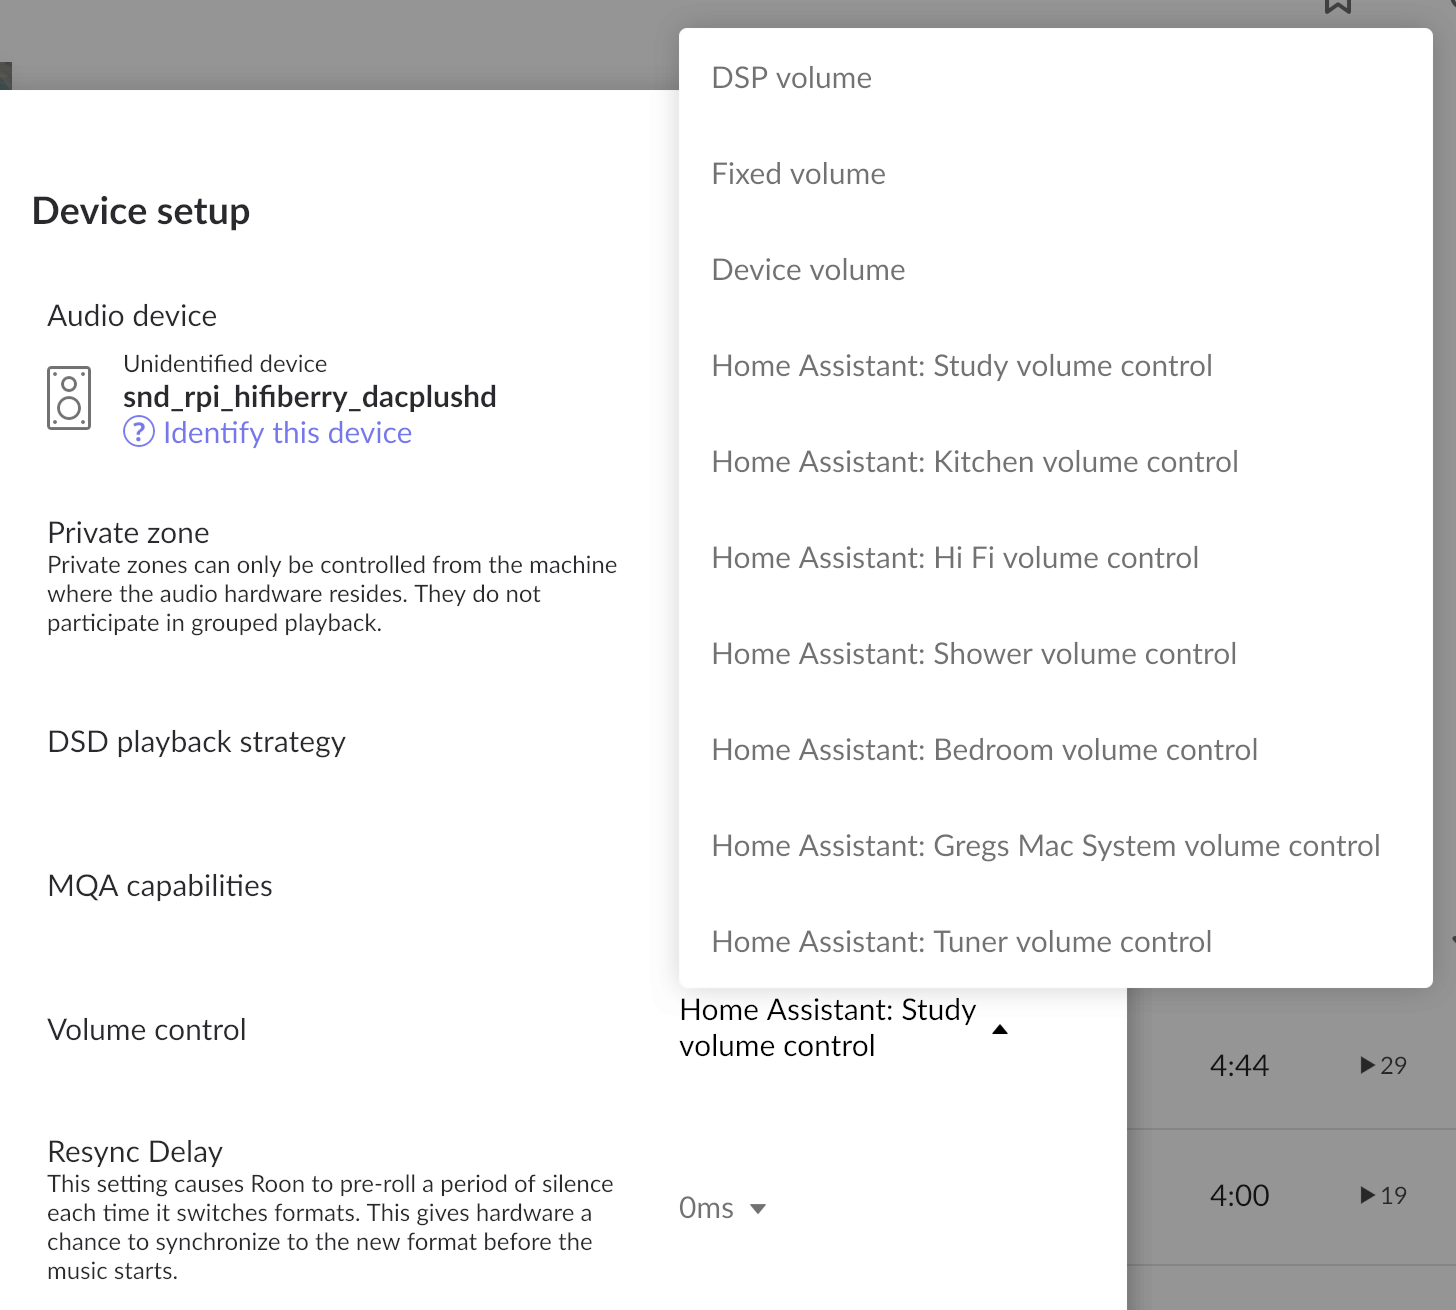 DSP volume
Fixed volume
Device volume
Home Assistant: Study volume control
Home Assistant: Kitchen volume control
Home Assistant: Hi Fi volume control
Home Assistant: Shower volume control
Home Assistant: Bedroom volume control
Home Assistant: Gregs Mac System volume control
Home Assistant: Tuner volume control
Device setup
Audio device
Unidentified device
snd_rpi_hifiberry_dacplushd
? Identify this device
Private zone
Private zones can only be controlled from the machine
where the audio hardware resides. They do not
participate in grouped playback.
DSD playback strategy
MQA capabilities
Volume control
Home Assistant: Study
volume control
Resync Delay
This setting causes Roon to pre-roll a period of silence
each time it switches formats. This gives hardware a
chance to synchronize to the new format before the
music starts.
0ms
4:44
29
4:00
19